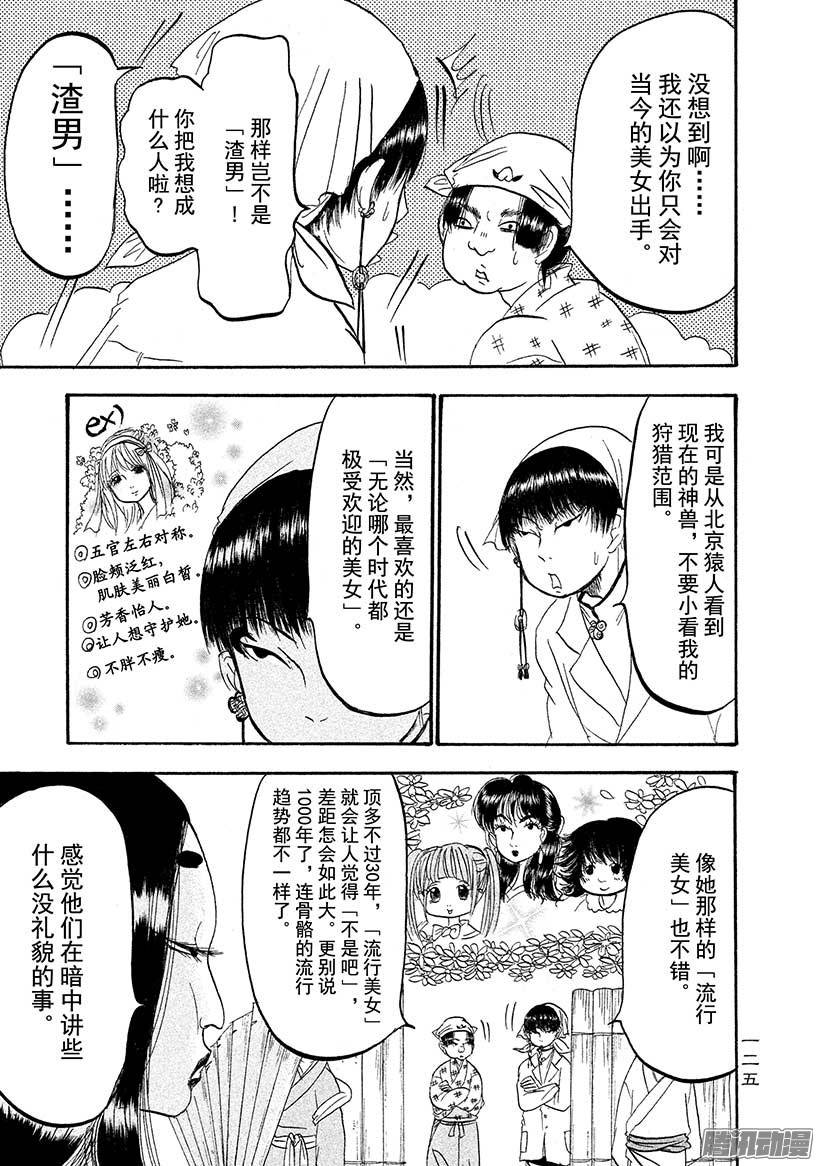 没想到啊……
我还以为你只会对
当今的美女出手。
那样岂不是
「渣男」！
你把我想成
什么人啦？
「渣男」……
我可是从北京猿人看到
现在的神兽，不要小看我的
狩猎范围。
当然，最喜欢的还是
「无论哪个时代都
极受欢迎的美女」。
ex)
◎五官左右对称。
◎脸颊泛红，
肌肤美丽白皙。
◎芳香怡人。
◎让人想守护她。
◎不胖不瘦。
像她那样的「流行
美女」也不错。
顶多不过30年，「流行美女」
就会让人觉得「不是吧」，
差距怎会如此大。更别说
1000年了，连骨骼的流行
趋势都不一样了。
感觉他们在暗中讲些
什么没礼貌的事。
一二五
腾讯动漫